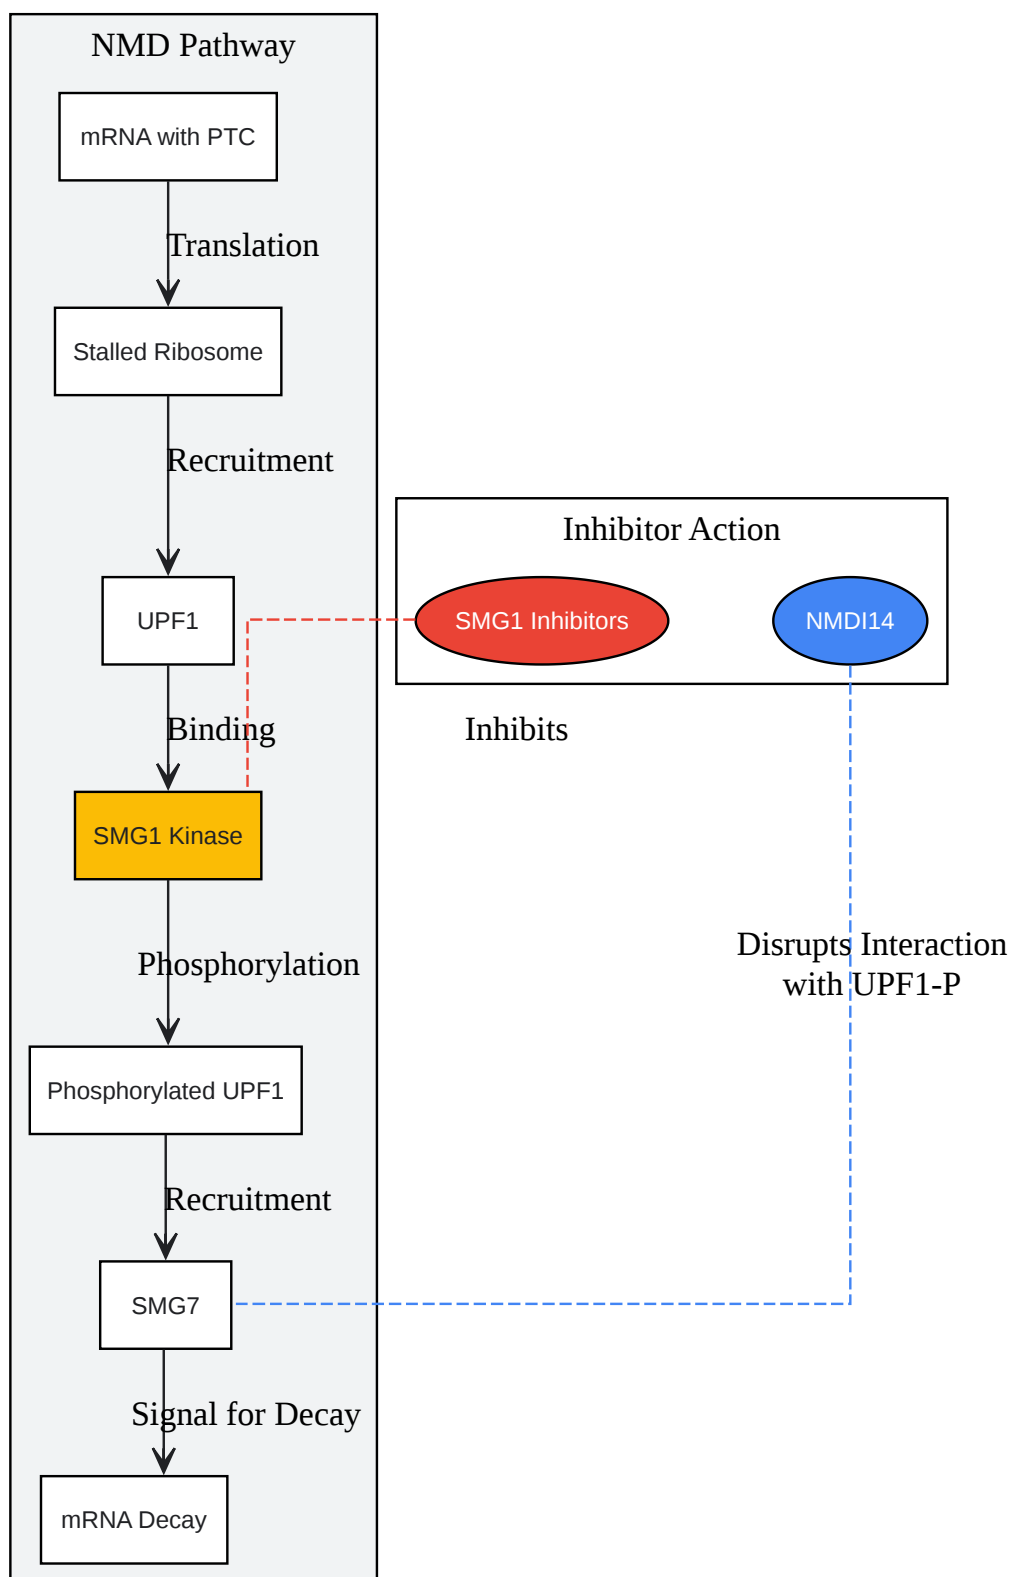 NMD Pathway
mRNA with PTC
Translation
Stalled Ribosome
Recruitment
UPF1
Binding
SMG1 Kinase
Phosphorylation
Phosphorylated UPF1
Recruitment
SMG7
Signal for Decay
mRNA Decay
Inhibitor Action
SMG1 Inhibitors
NMDI14
Inhibits
Disrupts Interaction
with UPF1-P